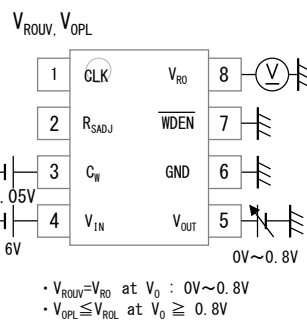 V_ROUV, V_OPL
1 CLK V_RO 8 V
2 R_SADJ WDEN 7
3 C_W GND 6
.05V
4 V_IN V_OUT 5
6V 0V~0.8V
・V_ROUV=V_RO at V_O : 0V~0.8V
・V_OPL≦V_ROL at V_O ≧ 0.8V